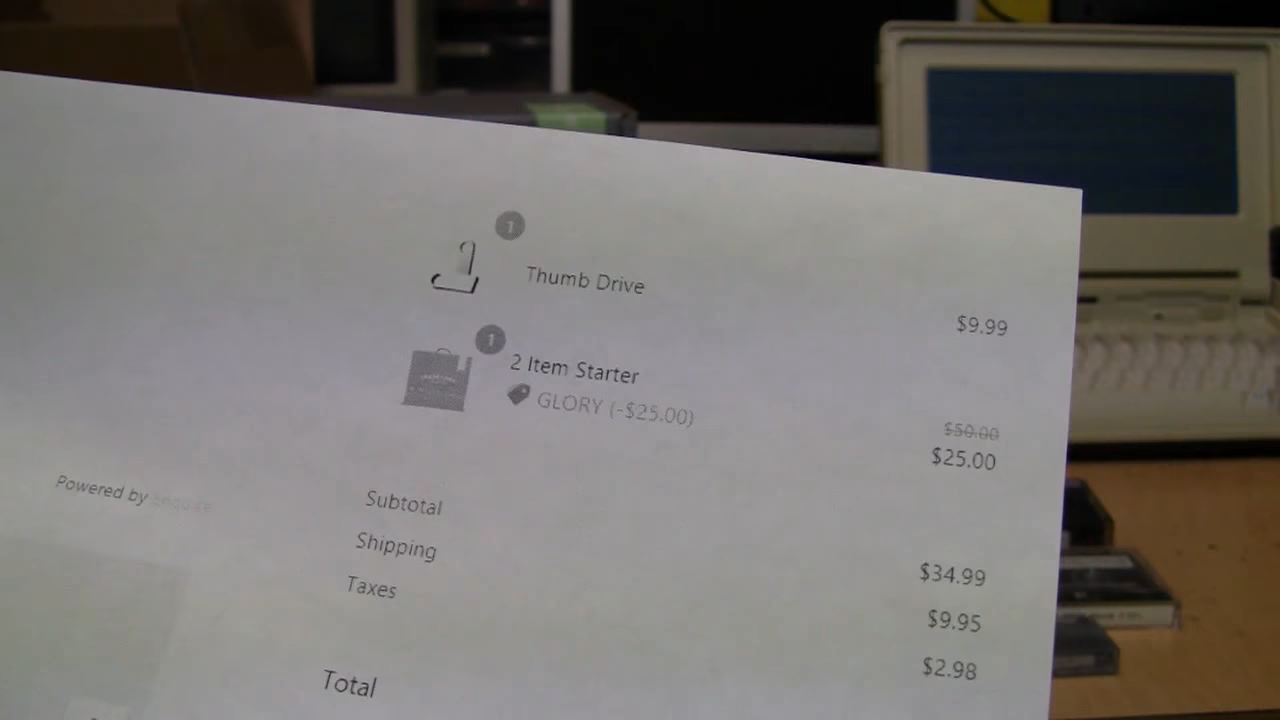 1
Thumb Drive
$9.99
1
2 Item Starter
GLORY (-$25.00)
$50.00
$25.00
Powered by
Subtotal
$34.99
Shipping
$9.95
Taxes
$2.98
Total